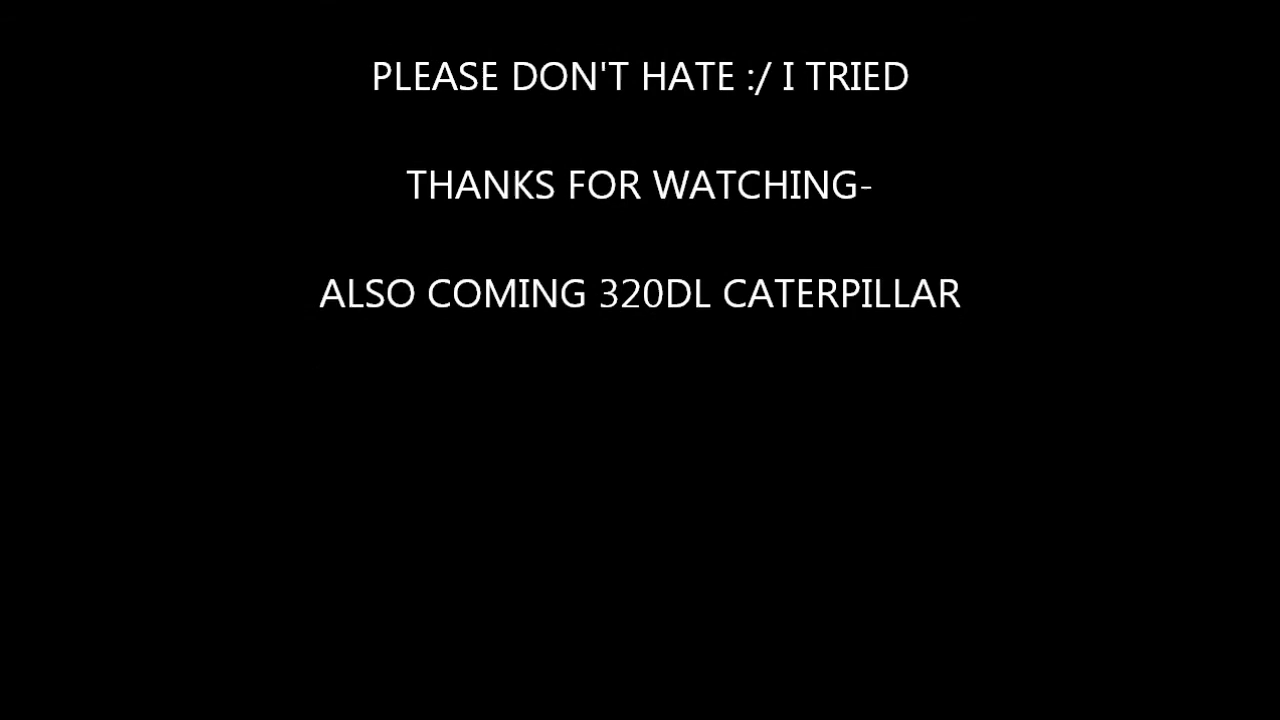 PLEASE DON'T HATE :/ I TRIED
THANKS FOR WATCHING-
ALSO COMING 320DL CATERPILLAR